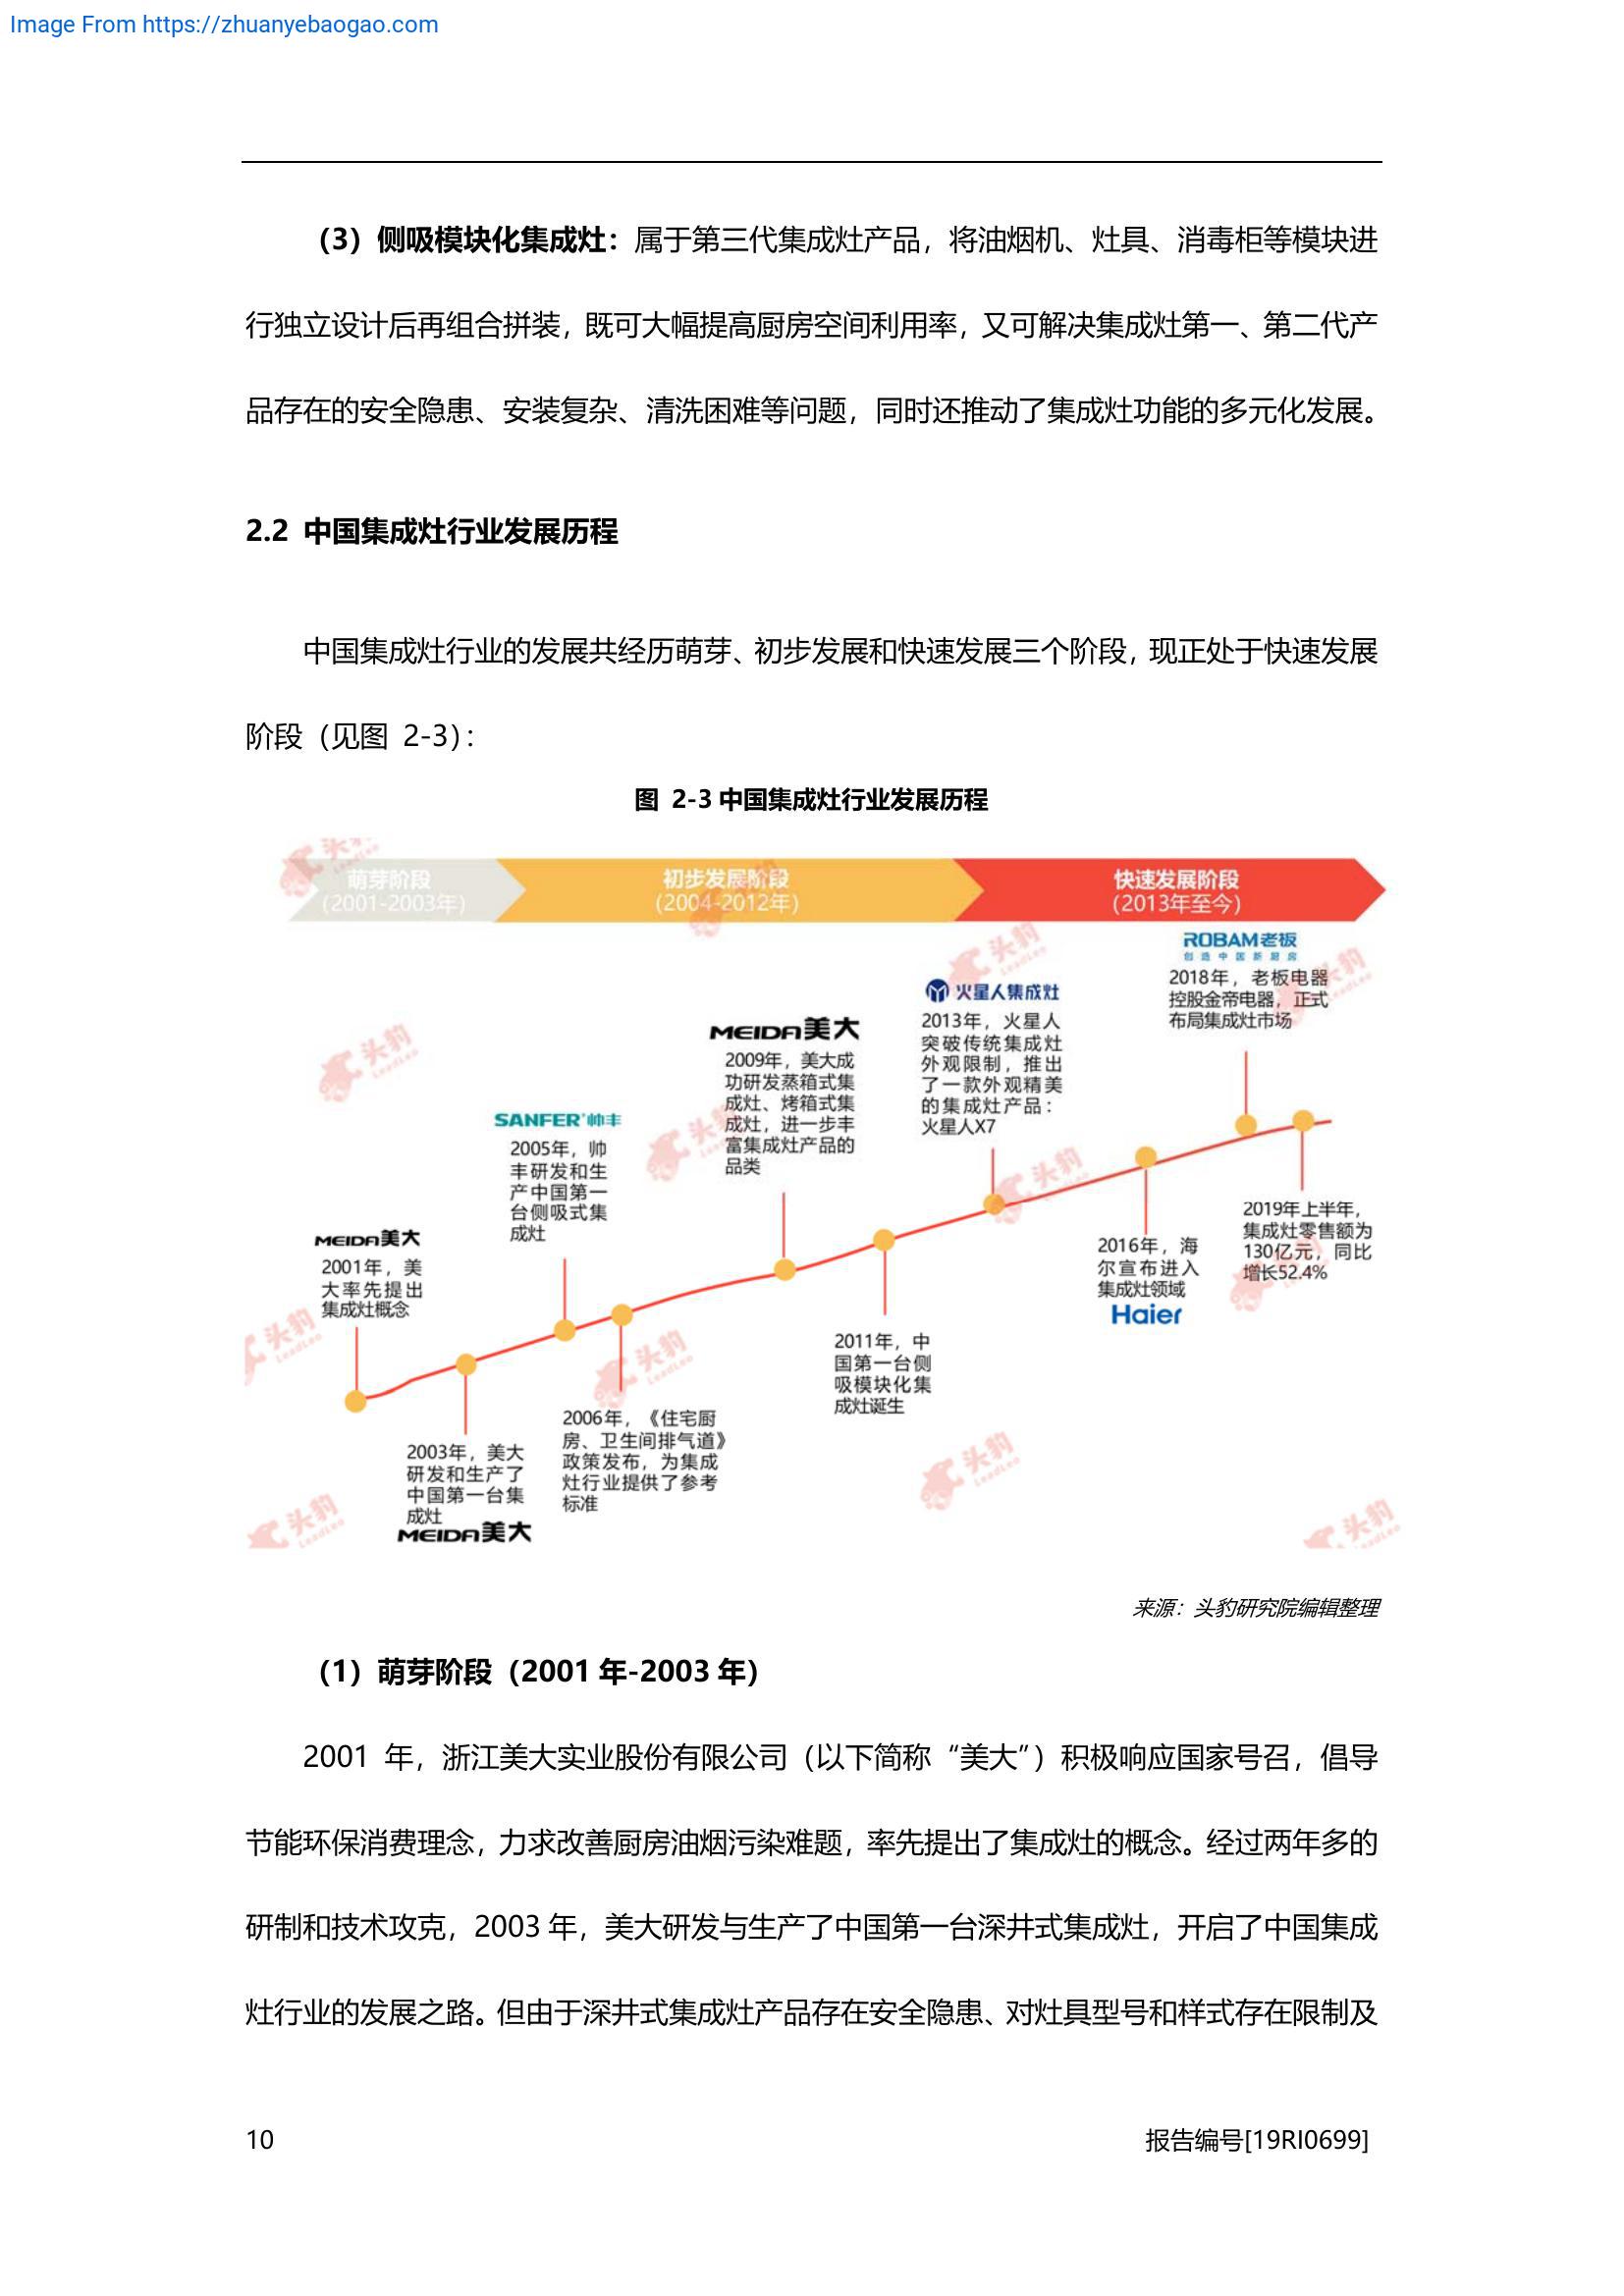 Image From https://zhuanyebaogao.com
（3）侧吸模块化集成灶：属于第三代集成灶产品，将油烟机、灶具、消毒柜等模块进
行独立设计后再组合拼装，既可大幅提高厨房空间利用率，又可解决集成灶第一、第二代产
品存在的安全隐患、安装复杂、清洗困难等问题，同时还推动了集成灶功能的多元化发展。
2.2 中国集成灶行业发展历程
中国集成灶行业的发展共经历萌芽、初步发展和快速发展三个阶段，现正处于快速发展
阶段（见图 2-3）：
图 2-3 中国集成灶行业发展历程
萌芽阶段
（2001-2003年）
初步发展阶段
（2004-2012年）
快速发展阶段
（2013年至今）
MEIDA美大
2001年，美
大率先提出
集成灶概念
2003年，美大
研发和生产了
中国第一台集
成灶
MEIDA美大
SANFER帅丰
2005年，帅
丰研发和生
产中国第一
台侧吸式集
成灶
2006年，《住宅厨
房、卫生间排气道》
政策发布，为集成
灶行业提供了参考
标准
MEIDA美大
2009年，美大成
功研发蒸箱式集
成灶、烤箱式集
成灶，进一步丰
富集成灶产品的
品类
2011年，中
国第一台侧
吸模块化集
成灶诞生
火星人集成灶
2013年，火星人
突破传统集成灶
外观限制，推出
了一款外观精美
的集成灶产品：
火星人X7
2016年，海
尔宣布进入
集成灶领域
Haier
ROBAM老板
创造中国新厨房
2018年，老板电器
控股金帝电器，正式
布局集成灶市场
2019年上半年，
集成灶零售额为
130亿元，同比
增长52.4%
头豹
LeadLeo
来源：头豹研究院编辑整理
（1）萌芽阶段（2001 年-2003 年）
2001 年，浙江美大实业股份有限公司（以下简称“美大”）积极响应国家号召，倡导
节能环保消费理念，力求改善厨房油烟污染难题，率先提出了集成灶的概念。经过两年多的
研制和技术攻克，2003 年，美大研发与生产了中国第一台深井式集成灶，开启了中国集成
灶行业的发展之路。但由于深井式集成灶产品存在安全隐患、对灶具型号和样式存在限制及
10
报告编号[19RI0699]